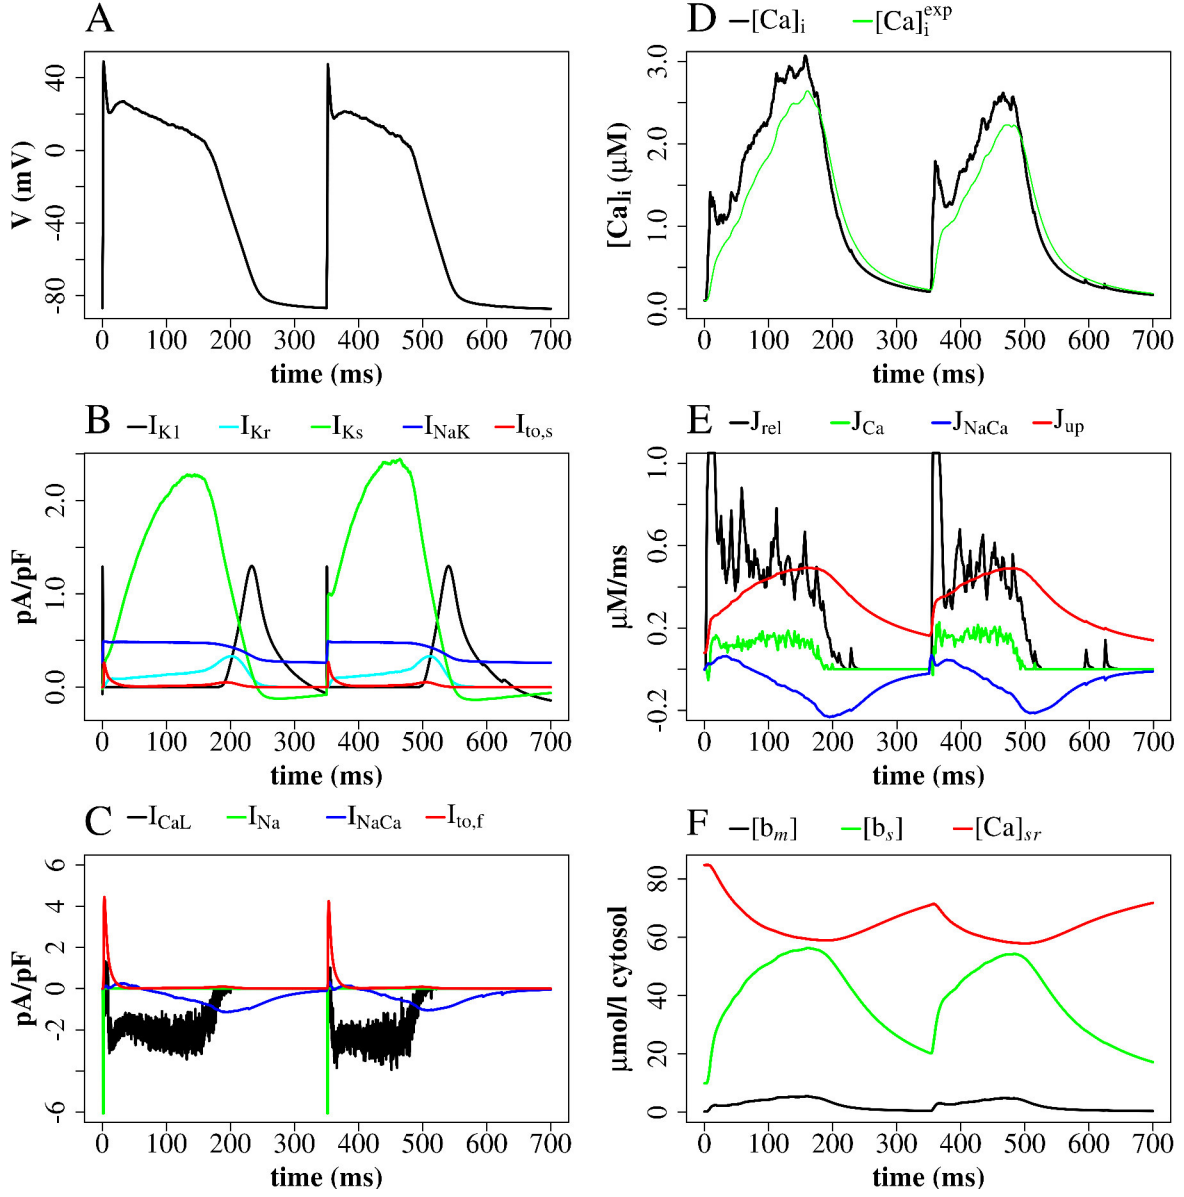 A
V (mV)
40
0
-40
-80
0 100 200 300 400 500 600 700
time (ms)
D [Ca]i [Ca]i^exp
[Ca]i (μM)
3.0
2.0
1.0
0.0
0 100 200 300 400 500 600 700
time (ms)
B IK1 IKr IKs INaK Ito,s
pA/pF
2.0
1.0
0.0
0 100 200 300 400 500 600 700
time (ms)
E Jrel JCa JNaCa Jup
μM/ms
1.0
0.6
0.2
-0.2
0 100 200 300 400 500 600 700
time (ms)
C ICaL INa INaCa Ito,f
pA/pF
6
4
2
0
-2
-6
0 100 200 300 400 500 600 700
time (ms)
F [bm] [bs] [Ca]sr
μmol/l cytosol
80
60
40
20
0
0 100 200 300 400 500 600 700
time (ms)